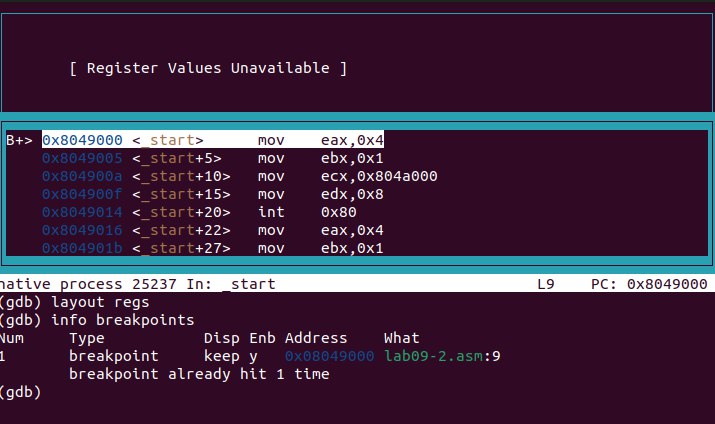 [ Register Values Unavailable ]
B+> 0x8049000 <_start>      mov    eax,0x4
0x8049005 <_start+5>    mov    ebx,0x1
0x804900a <_start+10>   mov    ecx,0x804a000
0x804900f <_start+15>   mov    edx,0x8
0x8049014 <_start+20>   int    0x80
0x8049016 <_start+22>   mov    eax,0x4
0x804901b <_start+27>   mov    ebx,0x1
native process 25237 In: _start                             L9    PC: 0x8049000
(gdb) layout regs
(gdb) info breakpoints
Num     Type           Disp Enb Address    What
1       breakpoint     keep y   0x08049000 lab09-2.asm:9
breakpoint already hit 1 time
(gdb)